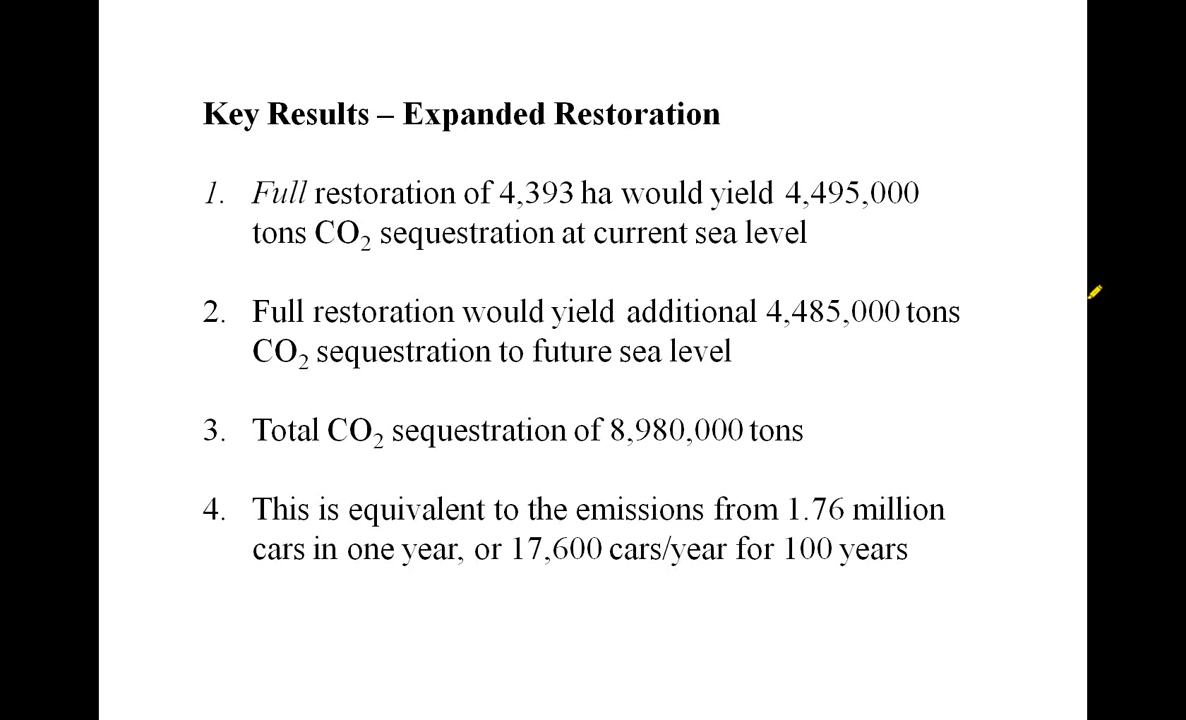 Key Results – Expanded Restoration
1. Full restoration of 4,393 ha would yield 4,495,000
tons CO₂ sequestration at current sea level
2. Full restoration would yield additional 4,485,000 tons
CO₂ sequestration to future sea level
3. Total CO₂ sequestration of 8,980,000 tons
4. This is equivalent to the emissions from 1.76 million
cars in one year, or 17,600 cars/year for 100 years